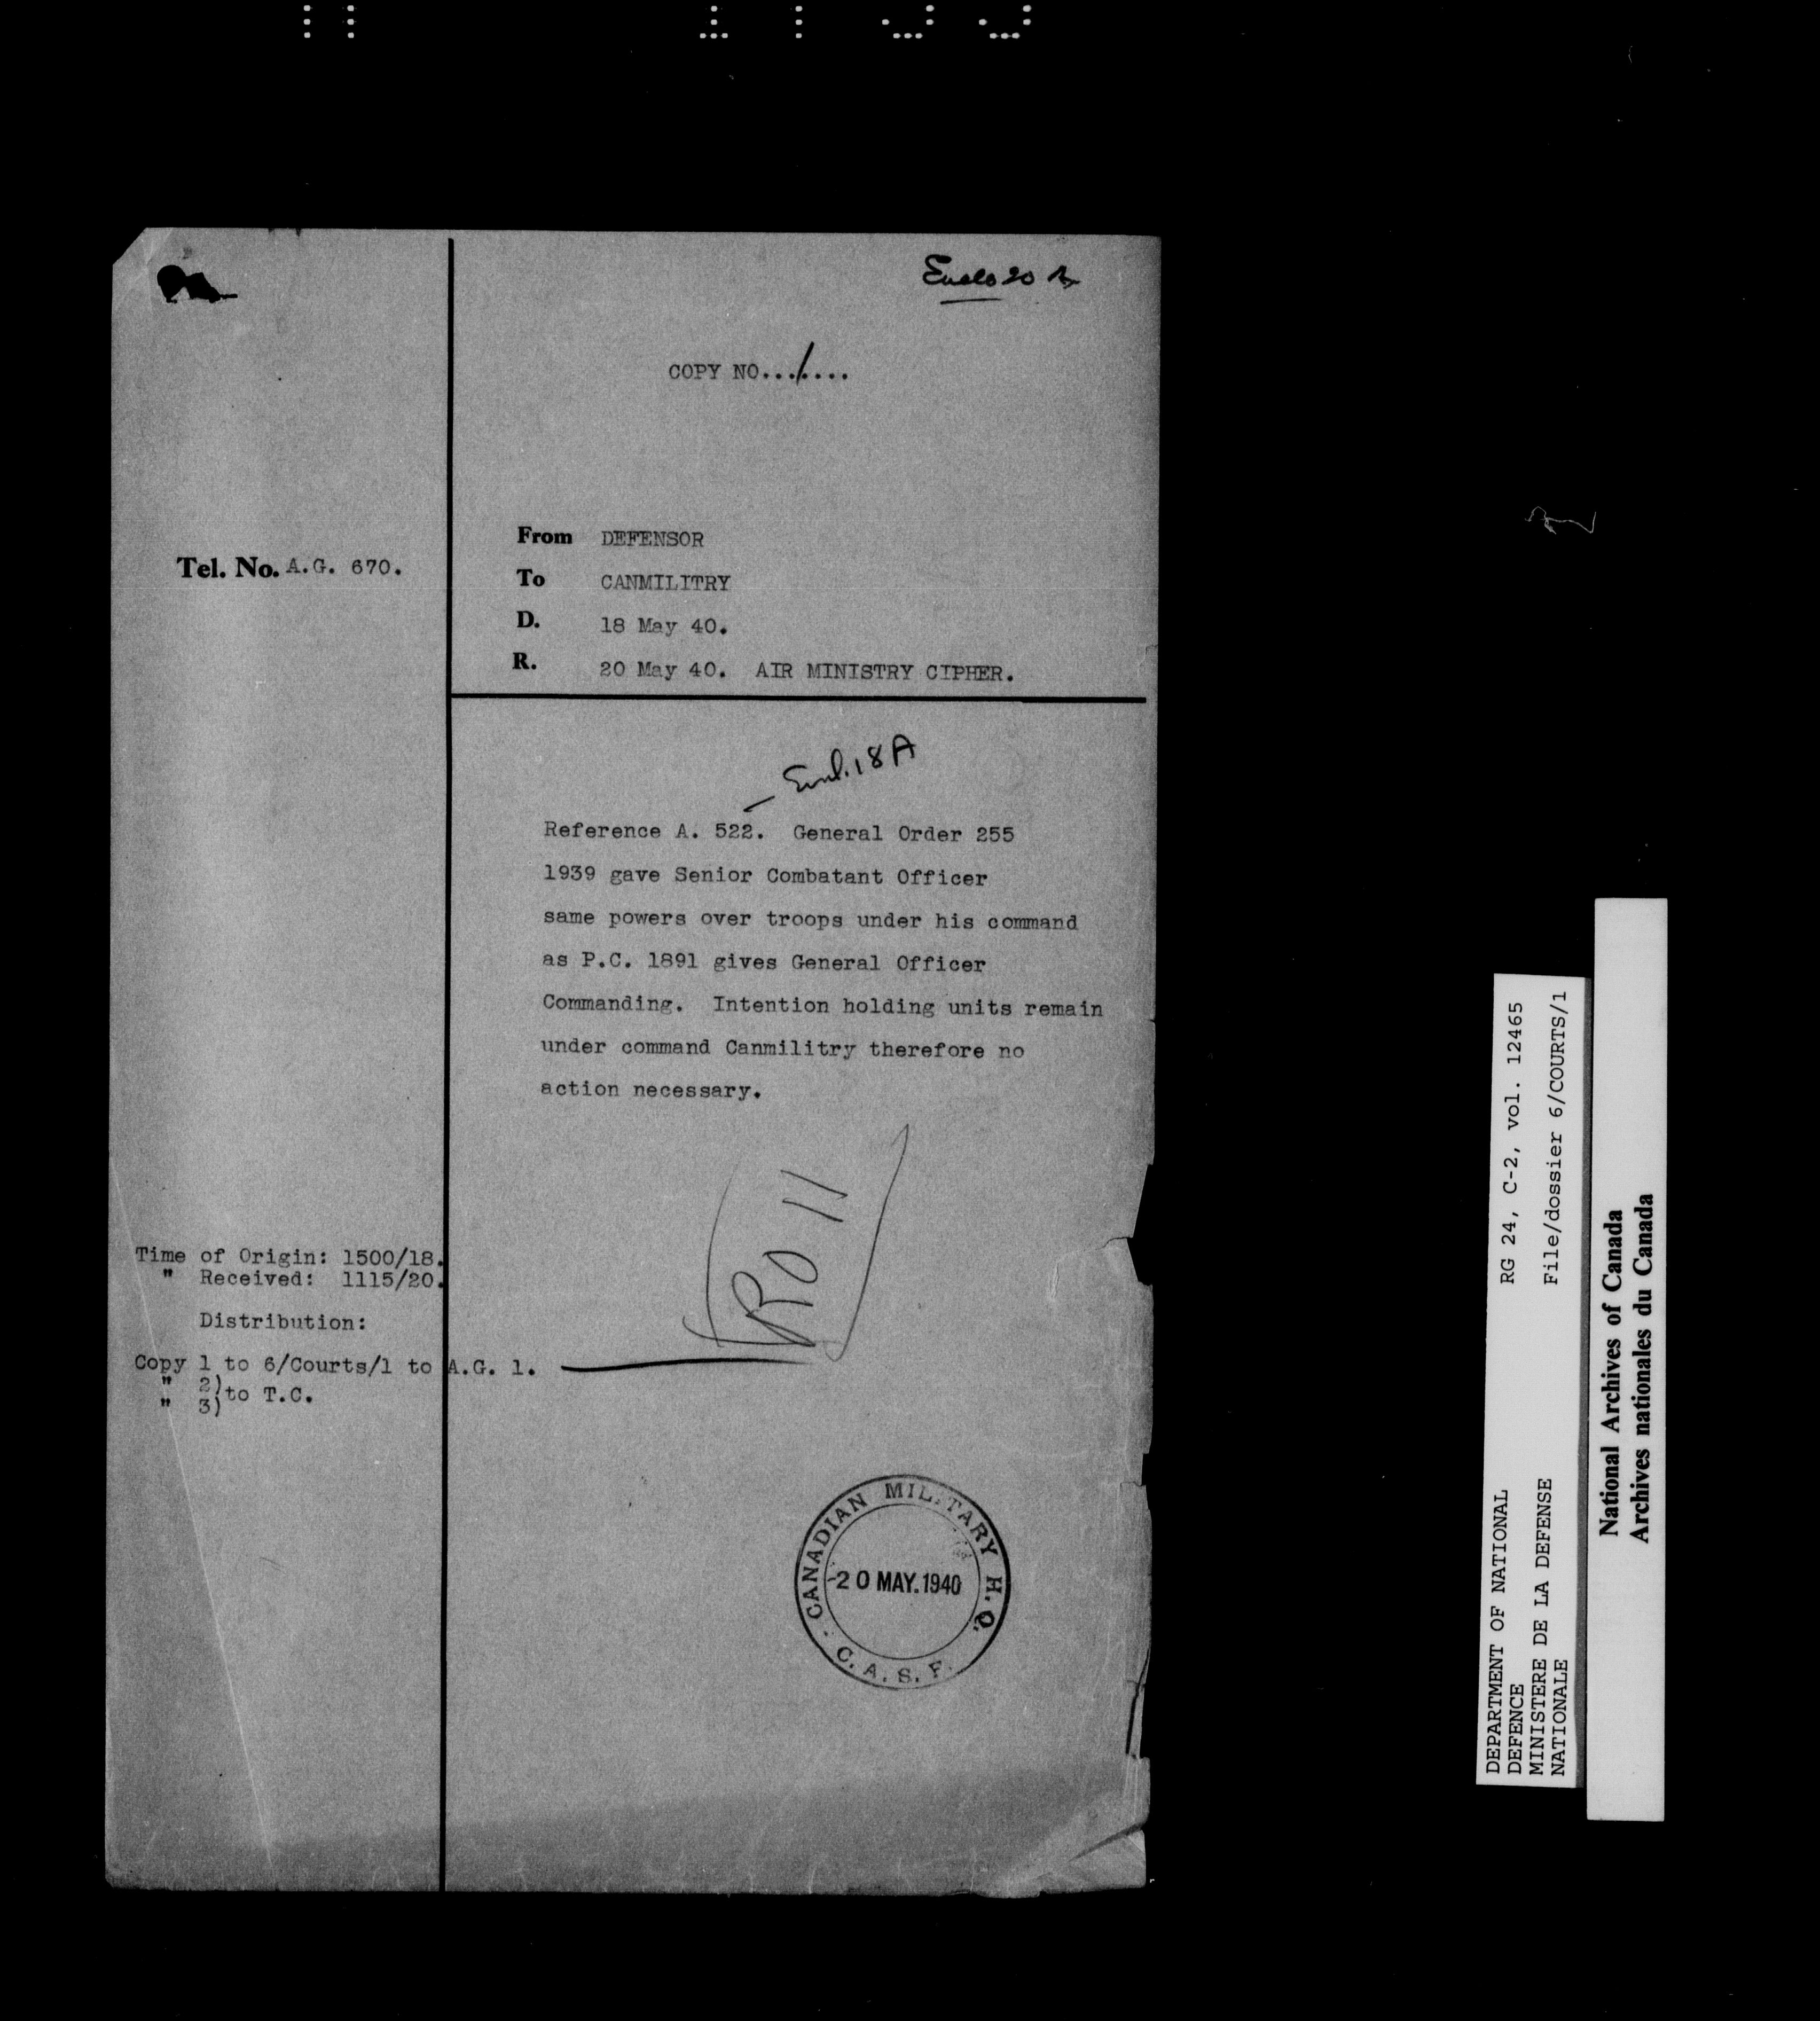 COPY NO...1....
Tel. No. A.G. 670.
From DEFENSOR
To CANMILITRY
D. 18 May 40.
R. 20 May 40. AIR MINISTRY CIPHER.
Encl. 18A
Reference A. 522. General Order 255
1939 gave Senior Combatant Officer
same powers over troops under his command
as P.C. 1891 gives General Officer
Commanding. Intention holding units remain
under command Canmilitry therefore no
action necessary.
RO 11
Time of Origin: 1500/18.
" Received: 1115/20.
Distribution:
Copy 1 to 6/Courts/1 to A.G. 1.
" 2)
to T.C.
" 3)
CANADIAN MILITARY H.Q.
20 MAY. 1940
C. A. S. F.
DEPARTMENT OF NATIONAL
DEFENCE
MINISTERE DE LA DEFENSE
NATIONALE
RG 24, C-2, vol. 12465
File/dossier 6/COURTS/1
National Archives of Canada
Archives nationales du Canada